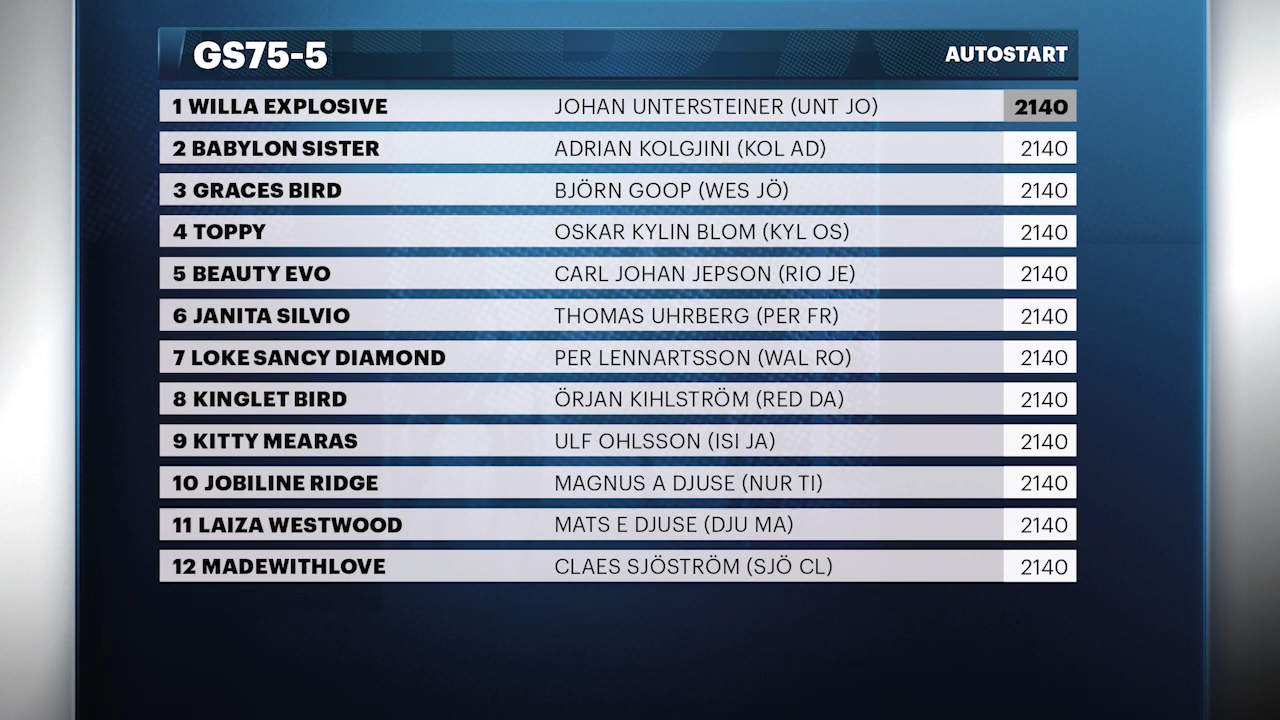 GS75-5 AUTOSTART
1 WILLA EXPLOSIVE JOHAN UNTERSTEINER (UNT JO) 2140
2 BABYLON SISTER ADRIAN KOLGJINI (KOL AD) 2140
3 GRACES BIRD BJÖRN GOOP (WES JÖ) 2140
4 TOPPY OSKAR KYLIN BLOM (KYL OS) 2140
5 BEAUTY EVO CARL JOHAN JEPSON (RIO JE) 2140
6 JANITA SILVIO THOMAS UHRBERG (PER FR) 2140
7 LOKE SANCY DIAMOND PER LENNARTSSON (WAL RO) 2140
8 KINGLET BIRD ÖRJAN KIHLSTRÖM (RED DA) 2140
9 KITTY MEARAS ULF OHLSSON (ISI JA) 2140
10 JOBILINE RIDGE MAGNUS A DJUSE (NUR TI) 2140
11 LAIZA WESTWOOD MATS E DJUSE (DJU MA) 2140
12 MADEWITHLOVE CLAES SJÖSTRÖM (SJÖ CL) 2140